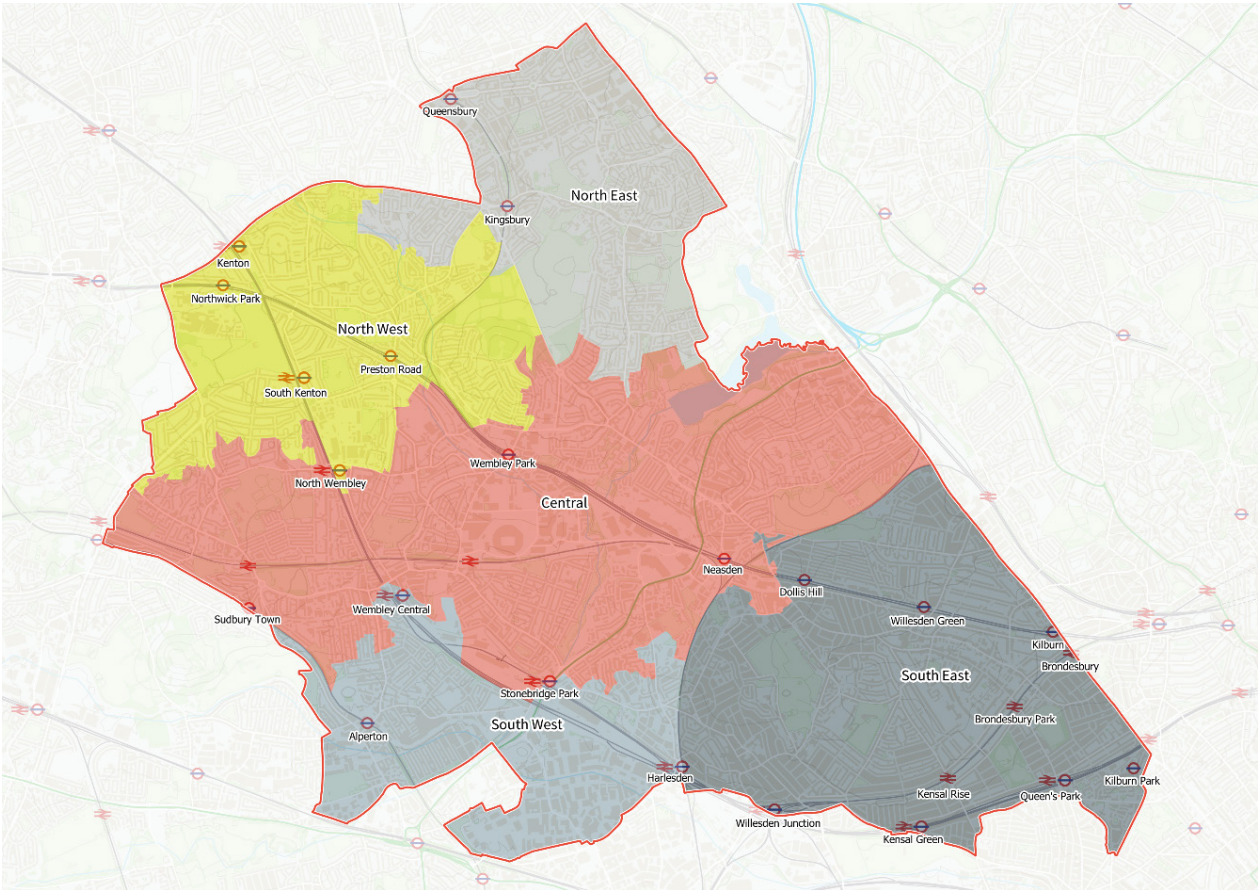 Queensbury
North East
Kingsbury
Kenton
Northwick Park
North West
Preston Road
South Kenton
Wembley Park
North Wembley
Central
Neasden
Dollis Hill
Wembley Central
Sudbury Town
Willesden Green
Kilburn
Brondesbury
South East
Stonebridge Park
Brondesbury Park
South West
Alperton
Harlesden
Kilburn Park
Kensal Rise
Queen's Park
Willesden Junction
Kensal Green